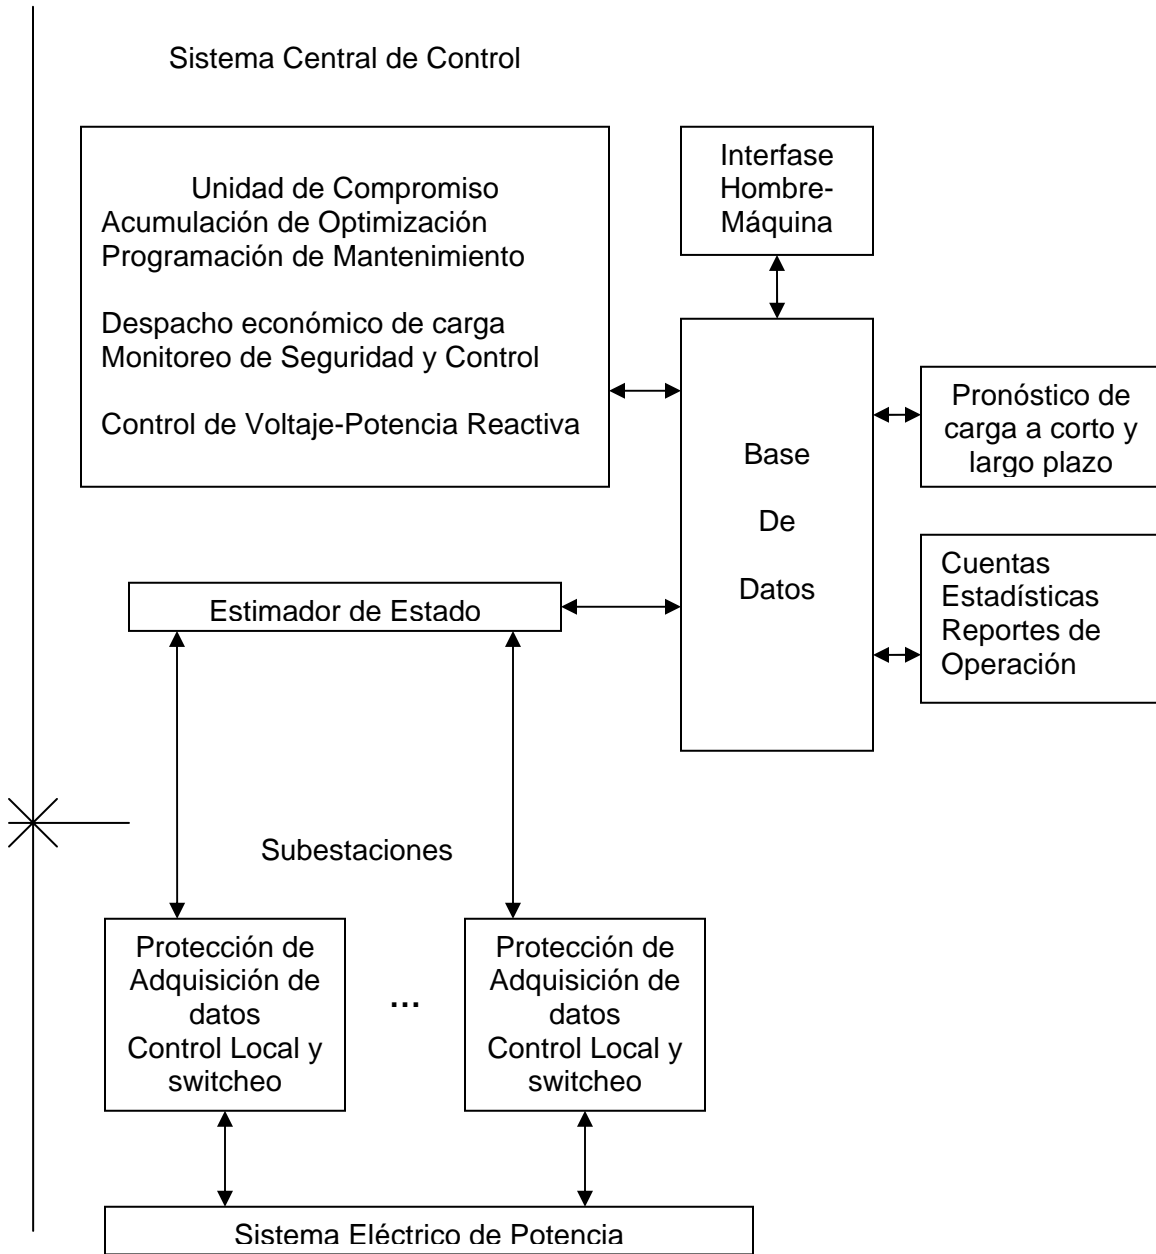 Sistema Central de Control
Unidad de Compromiso
Acumulación de Optimización
Programación de Mantenimiento
Despacho económico de carga
Monitoreo de Seguridad y Control
Control de Voltaje-Potencia Reactiva
Interfase
Hombre-
Máquina
Base
De
Datos
Pronóstico de
carga a corto y
largo plazo
Cuentas
Estadísticas
Reportes de
Operación
Estimador de Estado
Subestaciones
Protección de
Adquisición de
datos
Control Local y
switcheo
...
Protección de
Adquisición de
datos
Control Local y
switcheo
Sistema Eléctrico de Potencia